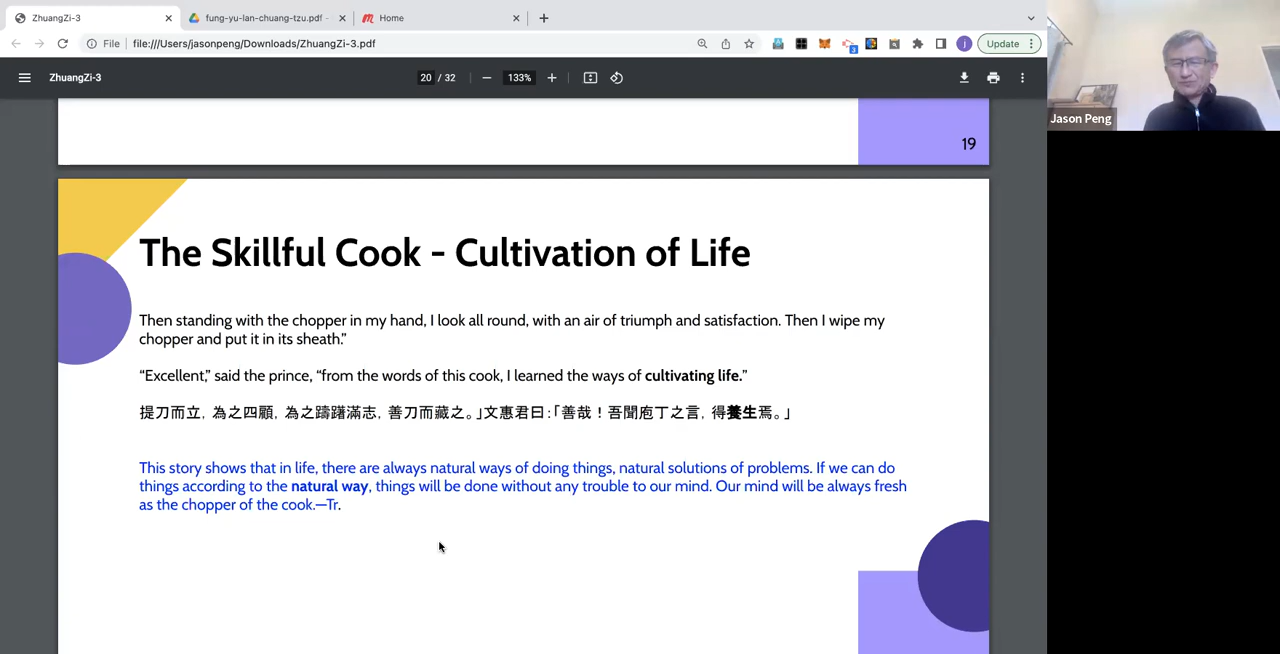 ZhuangZi-3
fung-yu-lan-chuang-tzu.pdf -
Home
File
file:///Users/jasonpeng/Downloads/ZhuangZi-3.pdf
3
j
Update
ZhuangZi-3
20 / 32
133%
Jason Peng
19
The Skillful Cook - Cultivation of Life
Then standing with the chopper in my hand, I look all round, with an air of triumph and satisfaction. Then I wipe my
chopper and put it in its sheath.”
“Excellent,” said the prince, “from the words of this cook, I learned the ways of cultivating life.”
提刀而立，為之四顧，為之躊躇滿志，善刀而藏之。」文惠君曰：「善哉！吾聞庖丁之言，得養生焉。」
This story shows that in life, there are always natural ways of doing things, natural solutions of problems. If we can do
things according to the natural way, things will be done without any trouble to our mind. Our mind will be always fresh
as the chopper of the cook.—Tr.